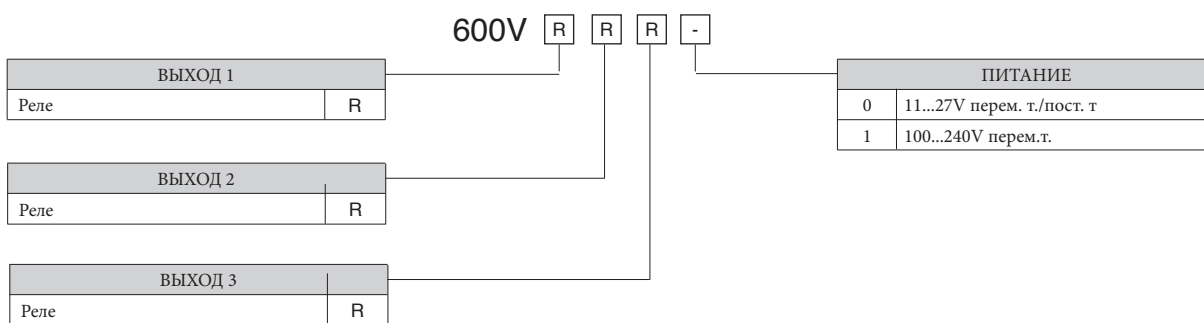 600V R R R -
ВЫХОД 1
Реле R
ВЫХОД 2
Реле R
ВЫХОД 3
Реле R
ПИТАНИЕ
0 11...27V перем. т./пост. т
1 100...240V перем.т.